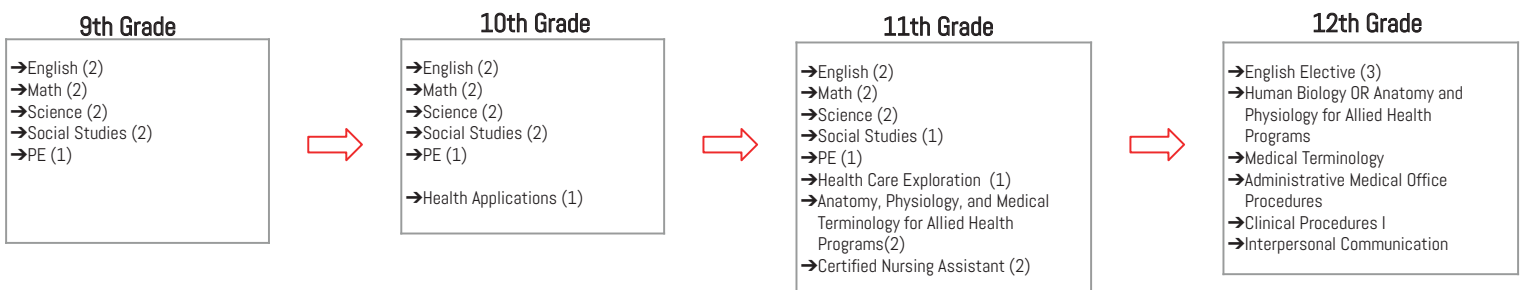 9th Grade
➔English (2)
➔Math (2)
➔Science (2)
➔Social Studies (2)
➔PE (1)
10th Grade
➔English (2)
➔Math (2)
➔Science (2)
➔Social Studies (2)
➔PE (1)
➔Health Applications (1)
11th Grade
➔English (2)
➔Math (2)
➔Science (2)
➔Social Studies (1)
➔PE (1)
➔Health Care Exploration (1)
➔Anatomy, Physiology, and Medical
Terminology for Allied Health
Programs(2)
➔Certified Nursing Assistant (2)
12th Grade
➔English Elective (3)
➔Human Biology OR Anatomy and
Physiology for Allied Health
Programs
➔Medical Terminology
➔Administrative Medical Office
Procedures
➔Clinical Procedures I
➔Interpersonal Communication